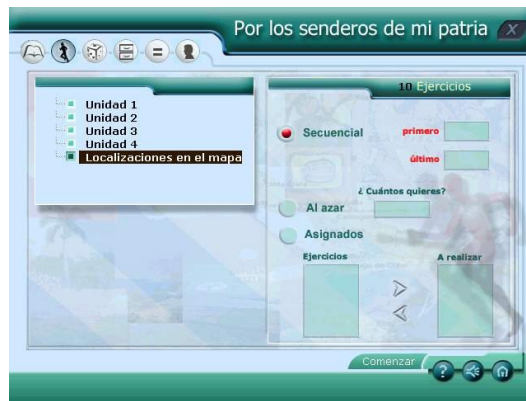 Por los senderos de mi patria X
Unidad 1
Unidad 2
Unidad 3
Unidad 4
Localizaciones en el mapa
10 Ejercicios
Secuencial
primero
último
¿ Cuántos quieres?
Al azar
Asignados
Ejercicios
A realizar
Comenzar
?